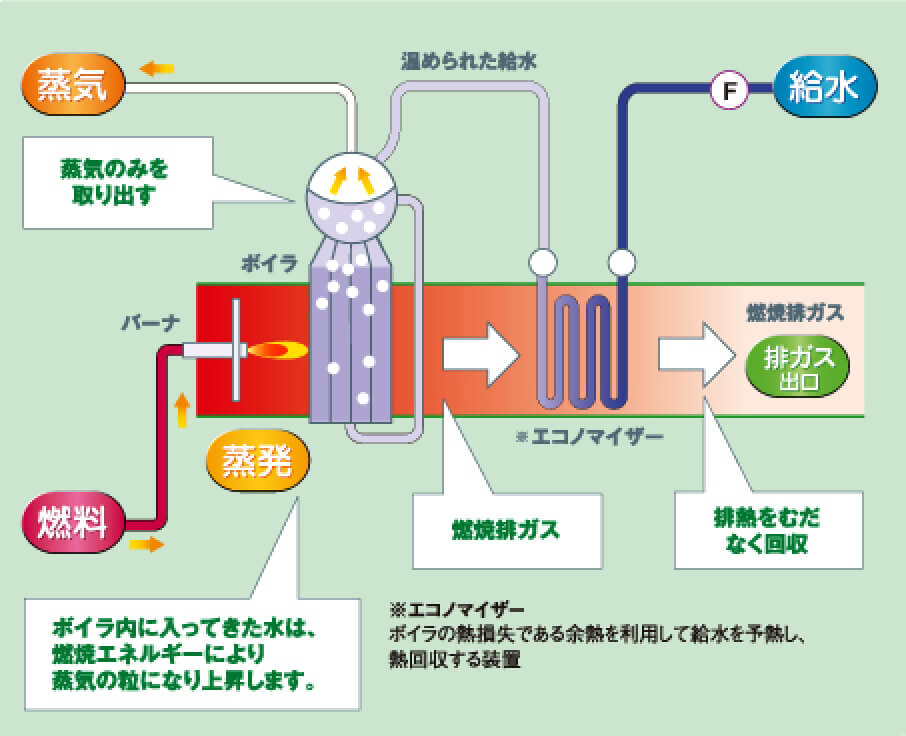 温められた給水
蒸気
F
給水
蒸気のみを
取り出す
ボイラ
バーナ
燃焼排ガス
排ガス
出口
※エコノマイザー
蒸発
燃料
燃焼排ガス
排熱をむだ
なく回収
ボイラ内に入ってきた水は、
燃焼エネルギーにより
蒸気の粒になり上昇します。
※エコノマイザー
ボイラの熱損失である余熱を利用して給水を予熱し、
熱回収する装置